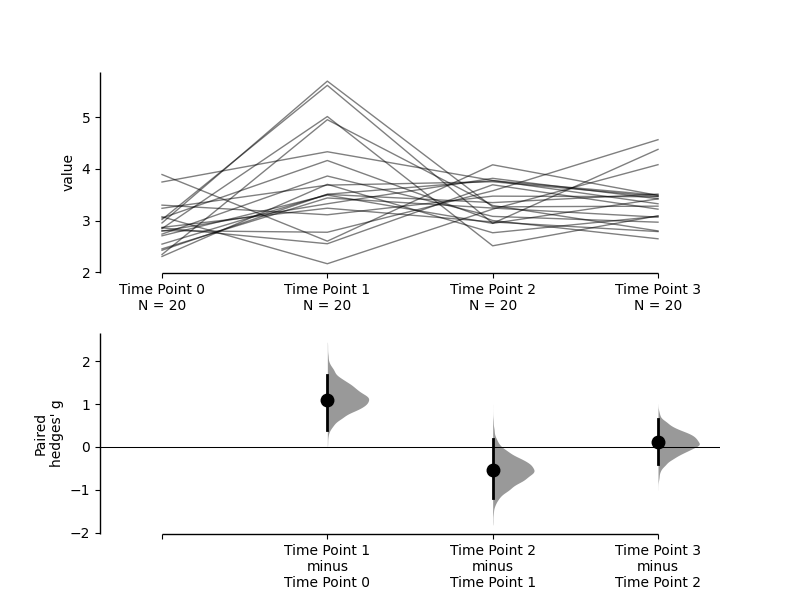 5
4
3
2
value
Time Point 0
N = 20
Time Point 1
N = 20
Time Point 2
N = 20
Time Point 3
N = 20
2
1
0
−1
−2
Paired
hedges' g
Time Point 1
minus
Time Point 0
Time Point 2
minus
Time Point 1
Time Point 3
minus
Time Point 2